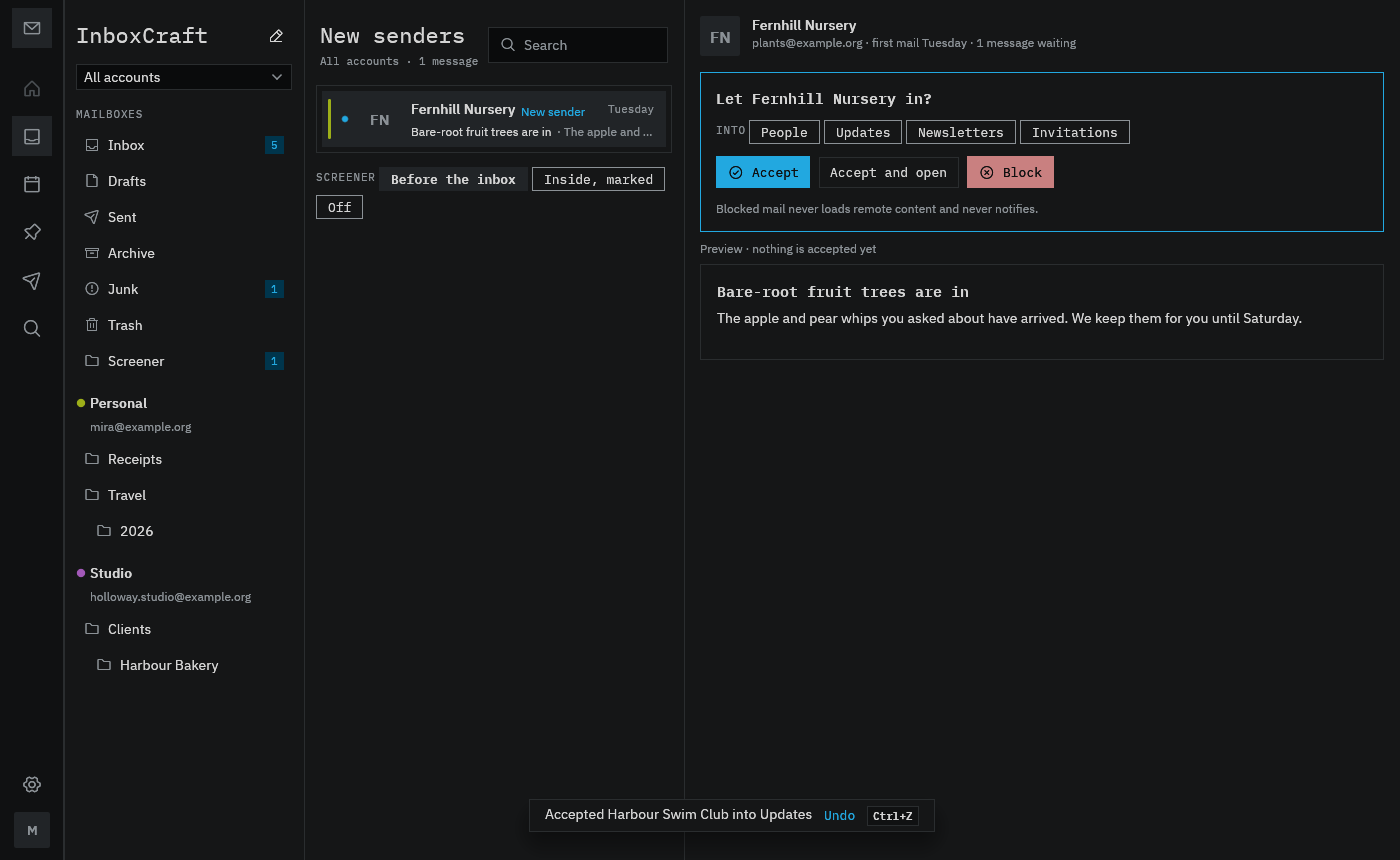 InboxCraft
All accounts
MAILBOXES
Inbox 5
Drafts
Sent
Archive
Junk 1
Trash
Screener 1
Personal
mira@example.org
Receipts
Travel
2026
Studio
holloway.studio@example.org
Clients
Harbour Bakery
M
New senders
All accounts · 1 message
Search
FN
Fernhill Nursery New sender Tuesday
Bare-root fruit trees are in · The apple and …
SCREENER Before the inbox Inside, marked
Off
FN
Fernhill Nursery
plants@example.org · first mail Tuesday · 1 message waiting
Let Fernhill Nursery in?
INTO People Updates Newsletters Invitations
Accept Accept and open Block
Blocked mail never loads remote content and never notifies.
Preview · nothing is accepted yet
Bare-root fruit trees are in
The apple and pear whips you asked about have arrived. We keep them for you until Saturday.
Accepted Harbour Swim Club into Updates Undo Ctrl+Z